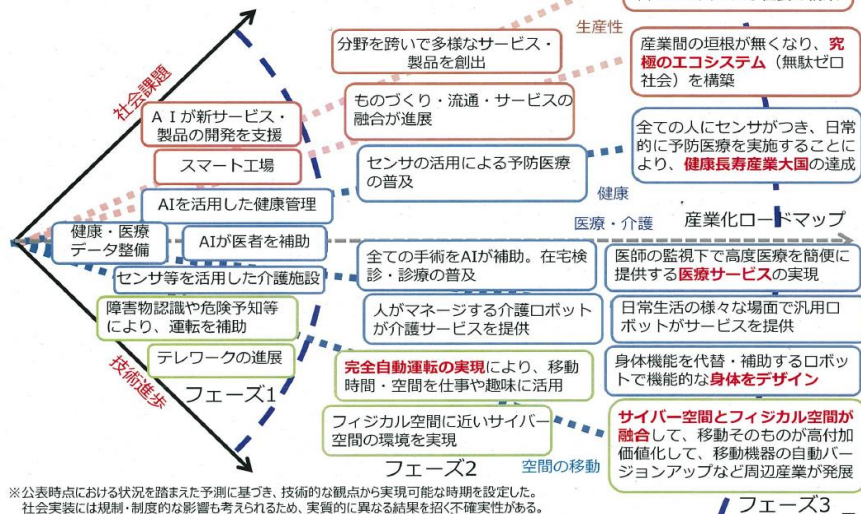 生産性
産業間の垣根が無くなり、究
極のエコシステム（無駄ゼロ
社会）を構築
分野を跨いで多様なサービス・
製品を創出
社会課題
ものづくり・流通・サービスの
融合が進展
ＡＩが新サービス・
製品の開発を支援
全ての人にセンサがつき、日常
的に予防医療を実施することに
より、健康長寿産業大国の達成
スマート工場
センサの活用による予防医療
の普及
AIを活用した健康管理
健康
医療・介護
産業化ロードマップ
健康・医療
データ整備
AIが医者を補助
全ての手術をAIが補助。在宅検
診・診療の普及
医師の監視下で高度医療を簡便に
提供する医療サービスの実現
センサ等を活用した介護施設
人がマネージする介護ロボット
が介護サービスを提供
日常生活の様々な場面で汎用ロ
ボットがサービスを提供
障害物認識や危険予知等
により、運転を補助
テレワークの進展
完全自動運転の実現により、移動
時間・空間を仕事や趣味に活用
身体機能を代替・補助するロボッ
トで機能的な身体をデザイン
技術進歩
フェーズ1
フィジカル空間に近いサイバー
空間の環境を実現
サイバー空間とフィジカル空間が
融合して、移動そのものが高付加
価値化して、移動機器の自動バー
ジョンアップなど周辺産業が発展
フェーズ2
空間の移動
フェーズ3
※公表時点における状況を踏まえた予測に基づき、技術的な観点から実現可能な時期を設定した。
社会実装には規制・制度的な影響も考えられるため、実質的に異なる結果を招く不確実性がある。